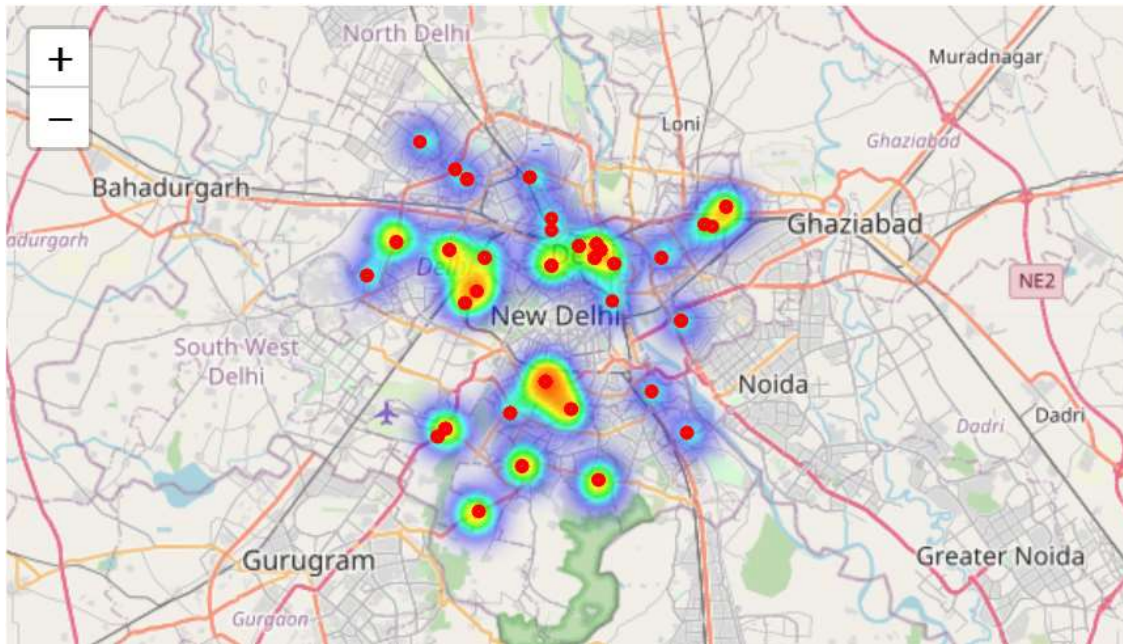 North Delhi
+
−
Muradnagar
Loni
Ghaziabad
Bahadurgarh
adurgarh
Ghaziabad
Delhi
NE2
New Delhi
South West
Delhi
Noida
Dadri
Dadri
Gurugram
Greater Noida
Gurgaon